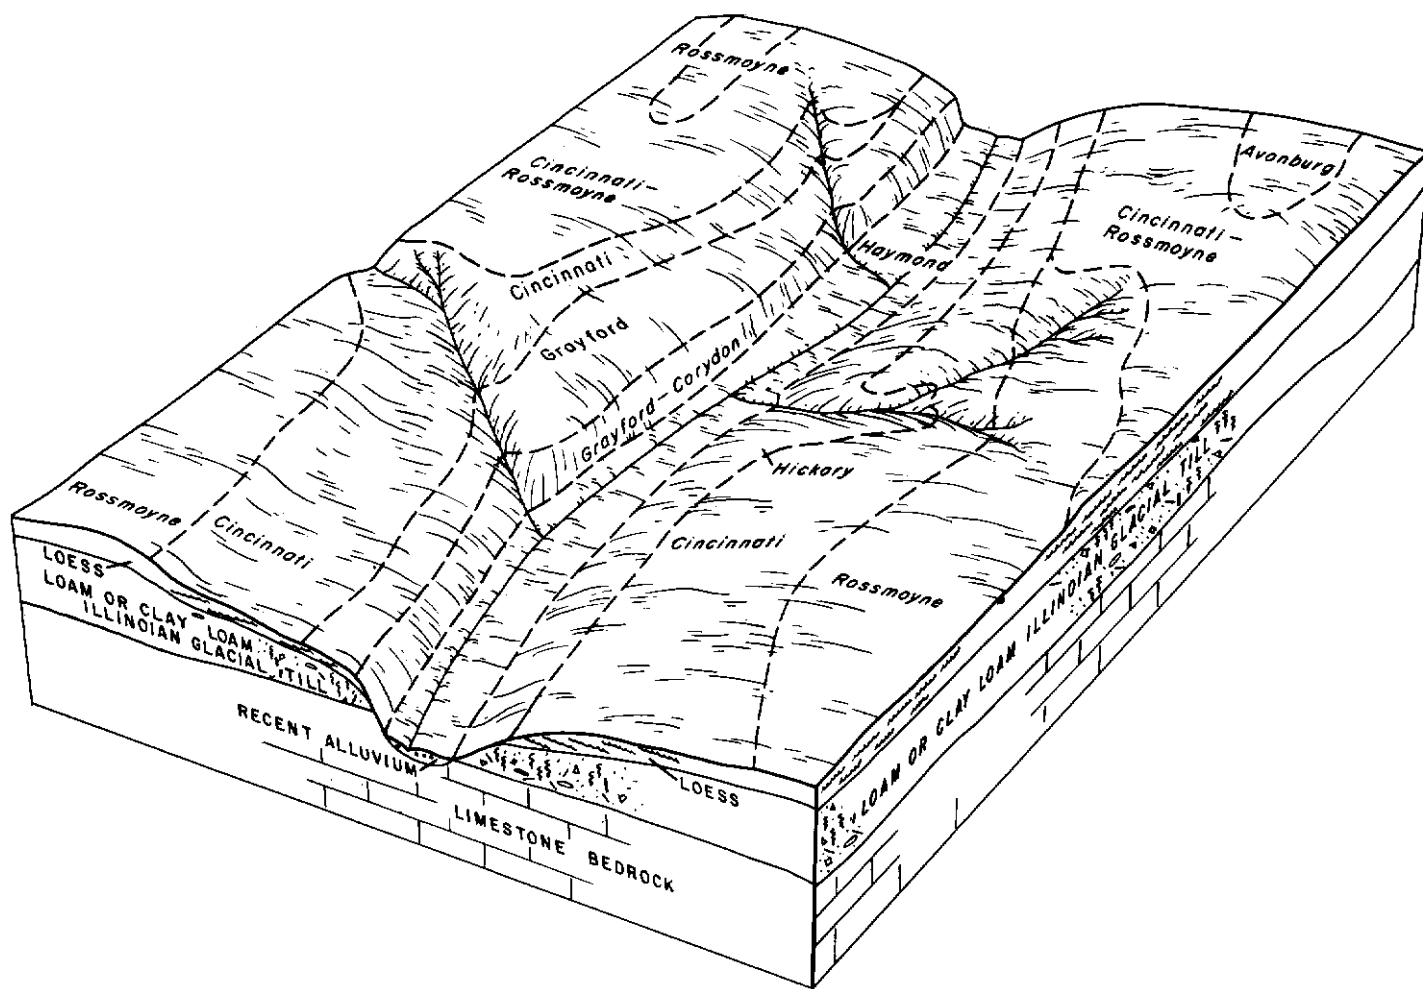 Rossmoyne
Avonburg
Cincinnati-
Rossmoyne
Cincinnati-
Rossmoyne
Haymond
Cincinnati
Grayford
Grayford-Corydon
Hickory
Rossmoyne
Cincinnati
Cincinnati
Rossmoyne
LOESS
LOAM OR CLAY LOAM
ILLINOIAN GLACIAL TILL
RECENT ALLUVIUM
LOESS
LIMESTONE BEDROCK
LOAM OR CLAY LOAM ILLINOIAN GLACIAL TILL